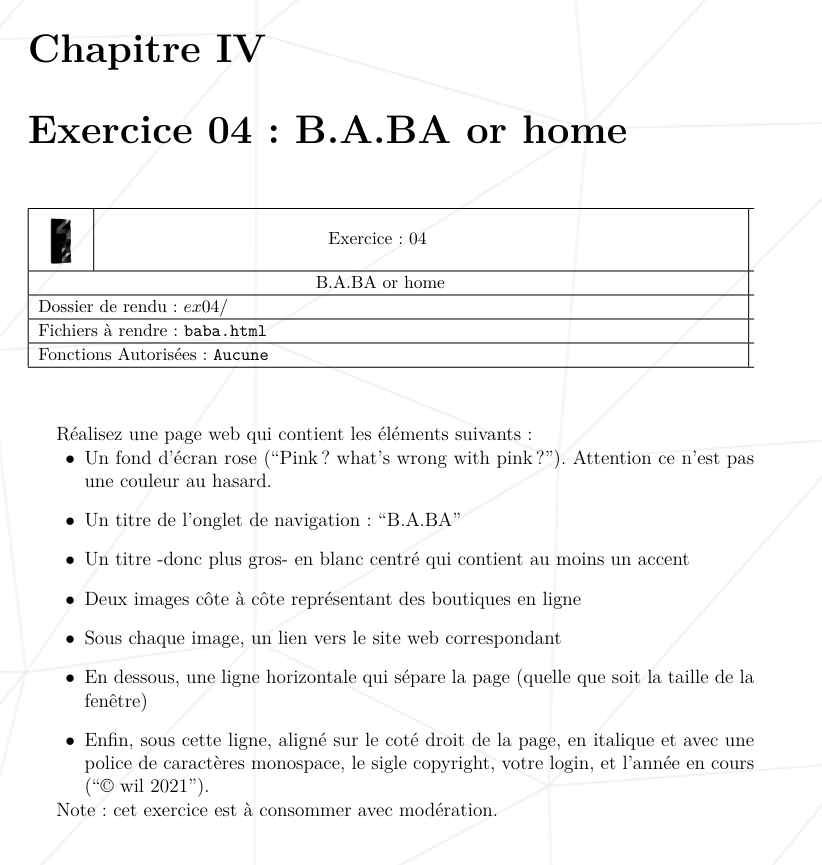 Chapitre IV
Exercice 04 : B.A.BA or home
Exercice : 04
B.A.BA or home
Dossier de rendu : ex04/
Fichiers à rendre : baba.html
Fonctions Autorisées : Aucune
Réalisez une page web qui contient les éléments suivants :
• Un fond d'écran rose (“Pink ? what's wrong with pink ?”). Attention ce n'est pas
une couleur au hasard.
• Un titre de l'onglet de navigation : “B.A.BA”
• Un titre -donc plus gros- en blanc centré qui contient au moins un accent
• Deux images côte à côte représentant des boutiques en ligne
• Sous chaque image, un lien vers le site web correspondant
• En dessous, une ligne horizontale qui sépare la page (quelle que soit la taille de la
fenêtre)
• Enfin, sous cette ligne, aligné sur le coté droit de la page, en italique et avec une
police de caractères monospace, le sigle copyright, votre login, et l'année en cours
(“© wil 2021”).
Note : cet exercice est à consommer avec modération.